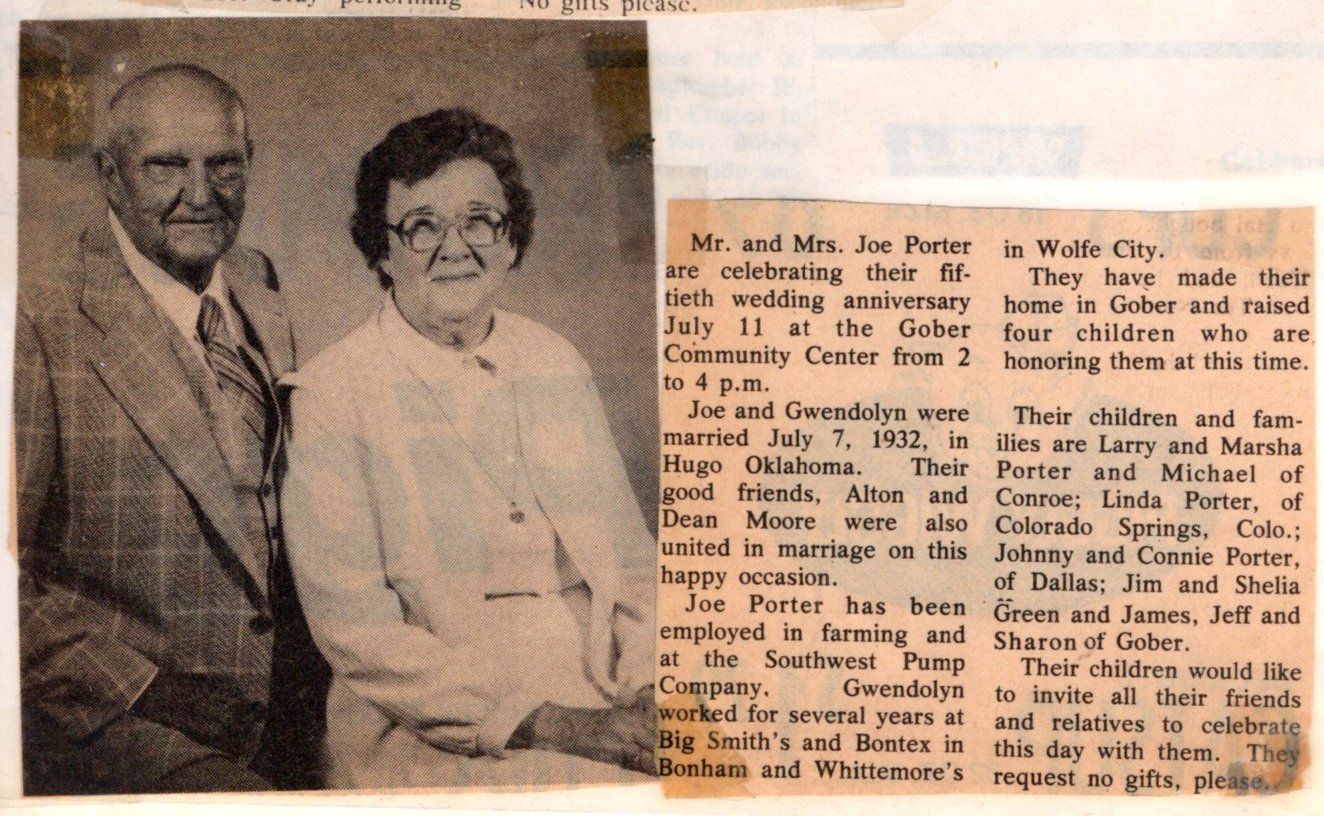 performing
No gifts please.
Mr. and Mrs. Joe Porter
are celebrating their fif-
tieth wedding anniversary
July 11 at the Gober
Community Center from 2
to 4 p.m.
Joe and Gwendolyn were
married July 7, 1932, in
Hugo Oklahoma. Their
good friends, Alton and
Dean Moore were also
united in marriage on this
happy occasion.
Joe Porter has been
employed in farming and
at the Southwest Pump
Company. Gwendolyn
worked for several years at
Big Smith's and Bontex in
Bonham and Whittemore's
in Wolfe City.
They have made their
home in Gober and raised
four children who are
honoring them at this time.
Their children and fam-
ilies are Larry and Marsha
Porter and Michael of
Conroe; Linda Porter, of
Colorado Springs, Colo.;
Johnny and Connie Porter,
of Dallas; Jim and Shelia
Green and James, Jeff and
Sharon of Gober.
Their children would like
to invite all their friends
and relatives to celebrate
this day with them. They
request no gifts, please.